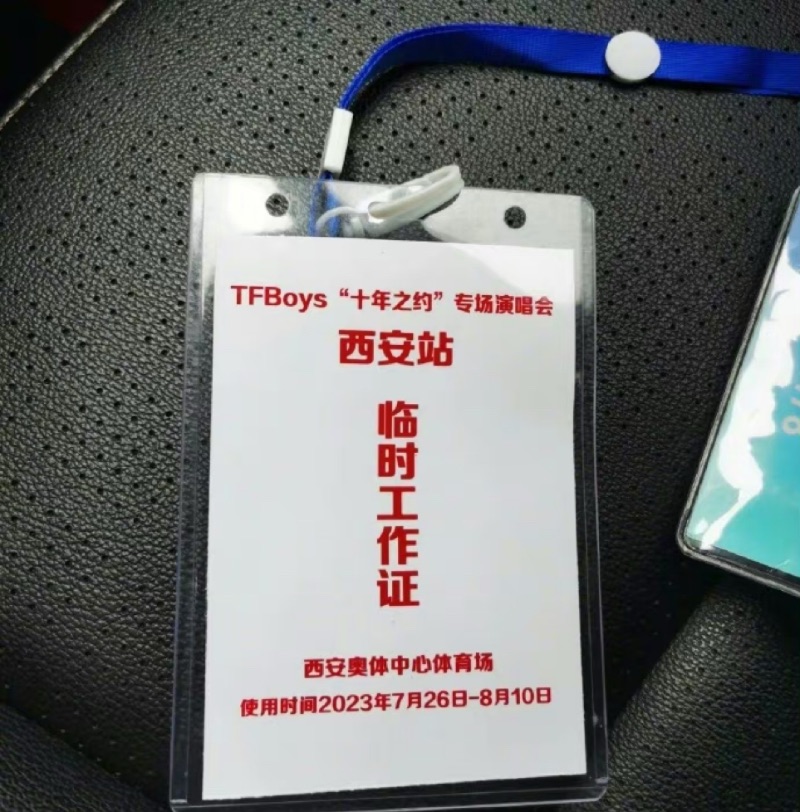 TFBoys“十年之约”专场演唱会
西安站
临时工作证
西安奥体中心体育场
使用时间2023年7月26日-8月10日